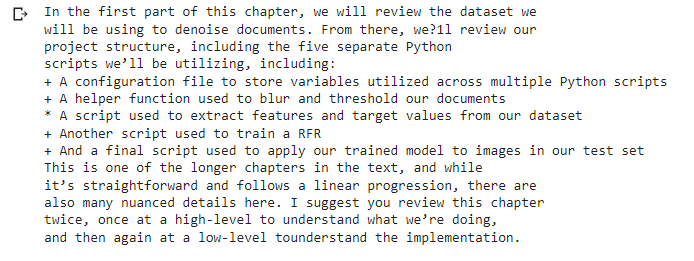 In the first part of this chapter, we will review the dataset we
will be using to denoise documents. From there, we?1l review our
project structure, including the five separate Python
scripts we’ll be utilizing, including:
+ A configuration file to store variables utilized across multiple Python scripts
+ A helper function used to blur and threshold our documents
* A script used to extract features and target values from our dataset
+ Another script used to train a RFR
+ And a final script used to apply our trained model to images in our test set
This is one of the longer chapters in the text, and while
it’s straightforward and follows a linear progression, there are
also many nuanced details here. I suggest you review this chapter
twice, once at a high-level to understand what we’re doing,
and then again at a low-level tounderstand the implementation.